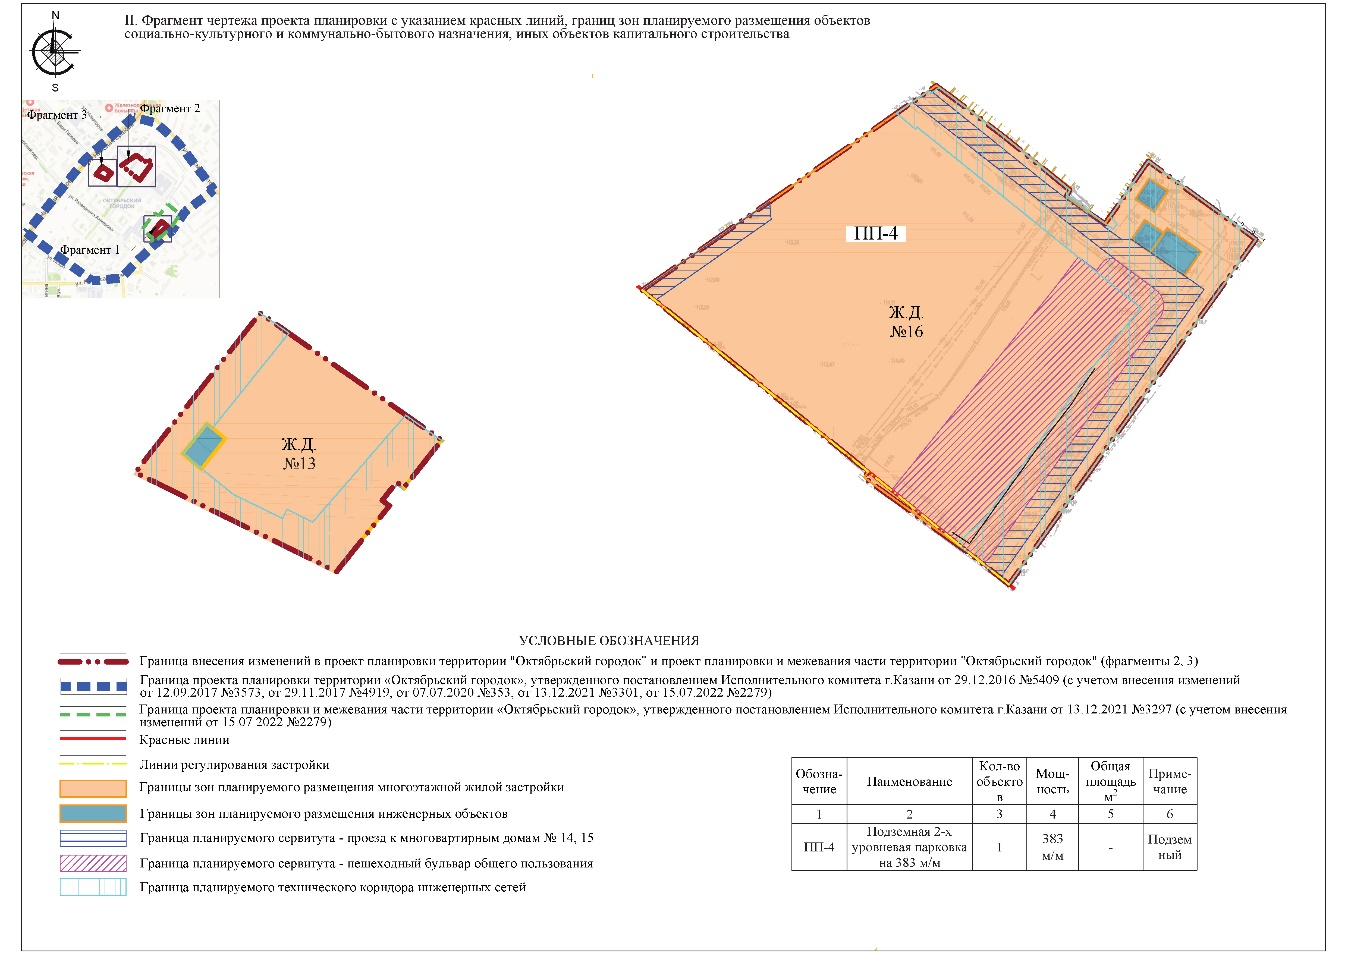 II. Фрагмент чертежа проекта планировки с указанием красных линий, границ зон планируемого размещения объектов
социально-культурного и коммунально-бытового назначения, иных объектов капитального строительства
N
S
Фрагмент 3
Фрагмент 2
ОКТЯБРЬСКИЙ
ГОРОДОК
Фрагмент 1
ПП-4
Ж.Д.
№16
Ж.Д.
№13
УСЛОВНЫЕ ОБОЗНАЧЕНИЯ
Граница внесения изменений в проект планировки территории "Октябрьский городок" и проект планировки и межевания части территории "Октябрьский городок" (фрагменты 2, 3)
Граница проекта планировки территории «Октябрьский городок», утвержденного постановлением Исполнительного комитета г.Казани от 29.12.2016 №5409 (с учетом внесения изменений
от 12.09.2017 №3573, от 29.11.2017 №4919, от 07.07.2020 №353, от 13.12.2021 №3301, от 15.07.2022 №2279)
Граница проекта планировки и межевания части территории «Октябрьский городок», утвержденного постановлением Исполнительного комитета г.Казани от 13.12.2021 №3297 (с учетом внесения
изменений от 15 07 2022 №2279)
Красные линии
Линии регулирования застройки
Границы зон планируемого размещения многоэтажной жилой застройки
Границы зон планируемого размещения инженерных объектов
Граница планируемого сервитута - проезд к многовартирным домам № 14, 15
Граница планируемого сервитута - пешеходный бульвар общего пользования
Граница планируемого технического коридора инженерных сетей
Обозна-
чение
Наименование
Кол-во
объекто
в
Мощ-
ность
Общая
площадь
м²
Приме-
чание
1 2 3 4 5 6
ПП-4
Подземная 2-х
уровневая парковка
на 383 м/м
1
383
м/м
-
Подзем
ный